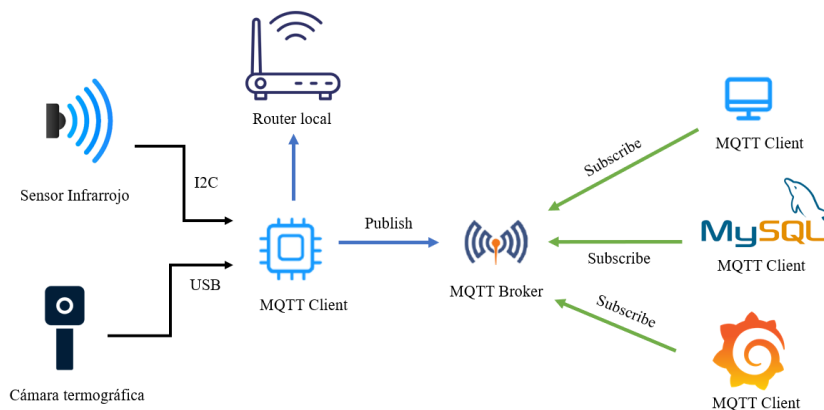 Router local
Sensor Infrarrojo
I2C
USB
Cámara termográfica
MQTT Client
Publish
MQTT Broker
Subscribe
MQTT Client
MySQL
Subscribe
MQTT Client
Subscribe
MQTT Client